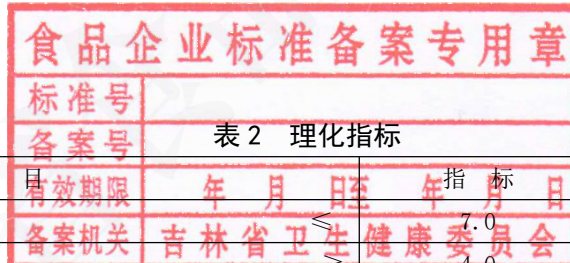 食品企业标准备案专用章
标准号
备案号
表 2 理化指标
目 指 标
有效期限 年 月 日至 年 月 日
≤ 7.0
备案机关 吉林省卫生健康委员会
≥ 4.0